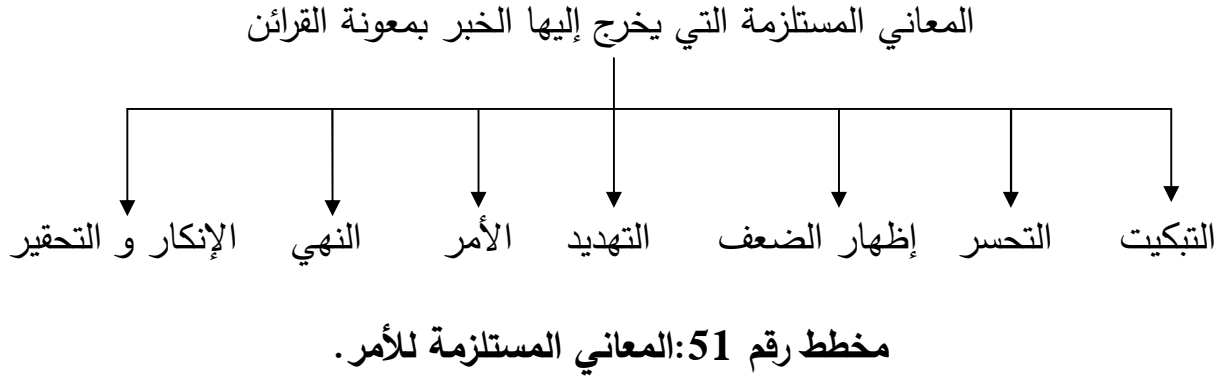 المعاني المستلزمة التي يخرج إليها الخبر بمعونة القرائن
التبكيت التحسر إظهار الضعف التهديد الأمر النهي الإنكار و التحقير
مخطط رقم 51:المعاني المستلزمة للأمر.